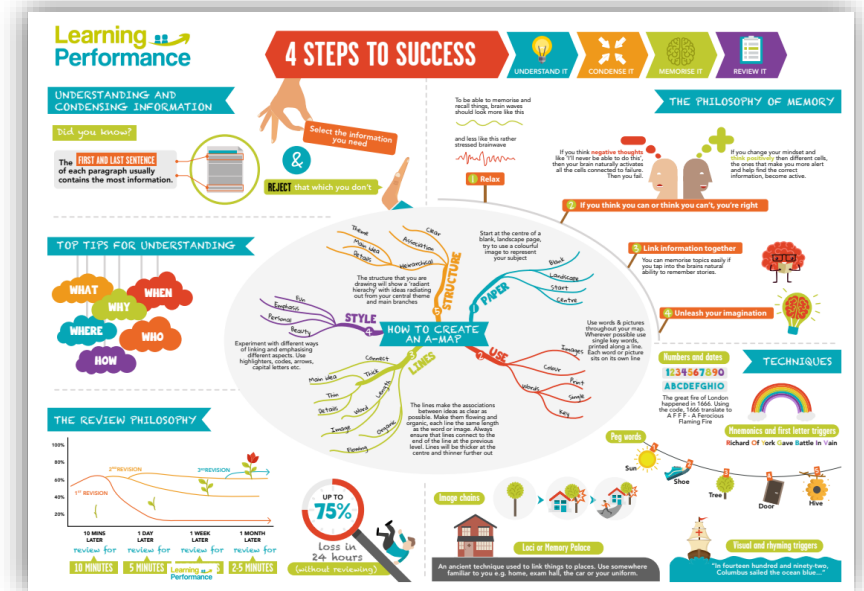 Learning
Performance
4 STEPS TO SUCCESS
UNDERSTAND IT
CONDENSE IT
MEMORISE IT
REVIEW IT
UNDERSTANDING AND
CONDENSING INFORMATION
Did you know?
The FIRST AND LAST SENTENCE
of each paragraph usually
contains the most information.
Select the information
you need
&
REJECT that which you don't
To be able to memorise and
recall things, brain waves
should look more like this
and less like this rather
stressed brainwave
1 Relax
THE PHILOSOPHY OF MEMORY
If you think negative thoughts
like 'I'll never be able to do this',
then your brain naturally activates
all the cells connected to failure.
Then you fail.
If you change your mindset and
think positively then different cells,
the ones that make you more alert
and help find the correct
information, become active.
2 If you think you can or think you can't, you're right
3 Link information together
You can memorise topics easily if
you tap into the brains natural
ability to remember stories.
4 Unleash your imagination
TOP TIPS FOR UNDERSTANDING
WHAT
WHY
WHEN
WHERE
WHO
HOW
HOW TO CREATE
AN A-MAP
1 PAPER
Start at the centre of a
blank, landscape page,
try to use a colourful
image to represent
your subject
Blank
Landscape
Start
Centre
2 USE
Use words & pictures
throughout your map.
Wherever possible use
single key words,
printed along a line.
Each word or picture
sits on its own line
Images
Colour
Words
Print
Single
Key
3 LINES
Connect
Main idea
Thick
Thin
Details
Length
Word
Image
Organic
Flowing
The lines make the associations
between ideas as clear as
possible. Make them flowing and
organic, each line the same length
as the word or image. Always
ensure that lines connect to the
end of the line at the previous
level. Lines will be thicker at the
centre and thinner further out
4 STYLE
Fun
Emphasis
Personal
Beauty
Experiment with different ways
of linking and emphasising
different aspects. Use
highlighters, codes, arrows,
capital letters etc.
5 STRUCTURE
Theme
Main idea
Details
Clear
Association
Hierarchical
The structure that you are
drawing will show a 'radiant
hierachy' with ideas radiating
out from your central theme
and main branches
THE REVIEW PHILOSOPHY
100%
80%
60%
40%
20%
1ST REVISION
2ND REVISION
3RD REVISION
10 MINS
LATER
review for
10 MINUTES
1 DAY
LATER
review for
5 MINUTES
1 WEEK
LATER
review for
Learning
Performance
1 MONTH
LATER
review for
2-5 MINUTES
UP TO
75%
loss in
24 hours
(without reviewing)
TECHNIQUES
Numbers and dates
1234567890
ABCDEFGHIO
The great fire of London
happened in 1666. Using
the code, 1666 translate to
A F F F - A Ferocious
Flaming Fire
Mnemonics and first letter triggers
Richard Of York Gave Battle In Vain
Peg words
Sun
Shoe
Tree
Door
Hive
Image chains
Loci or Memory Palace
An ancient technique used to link things to places. Use somewhere
familiar to you e.g. home, exam hall, the car or your uniform.
Visual and rhyming triggers
"In fourteen hundred and ninety-two,
Columbus sailed the ocean blue..."